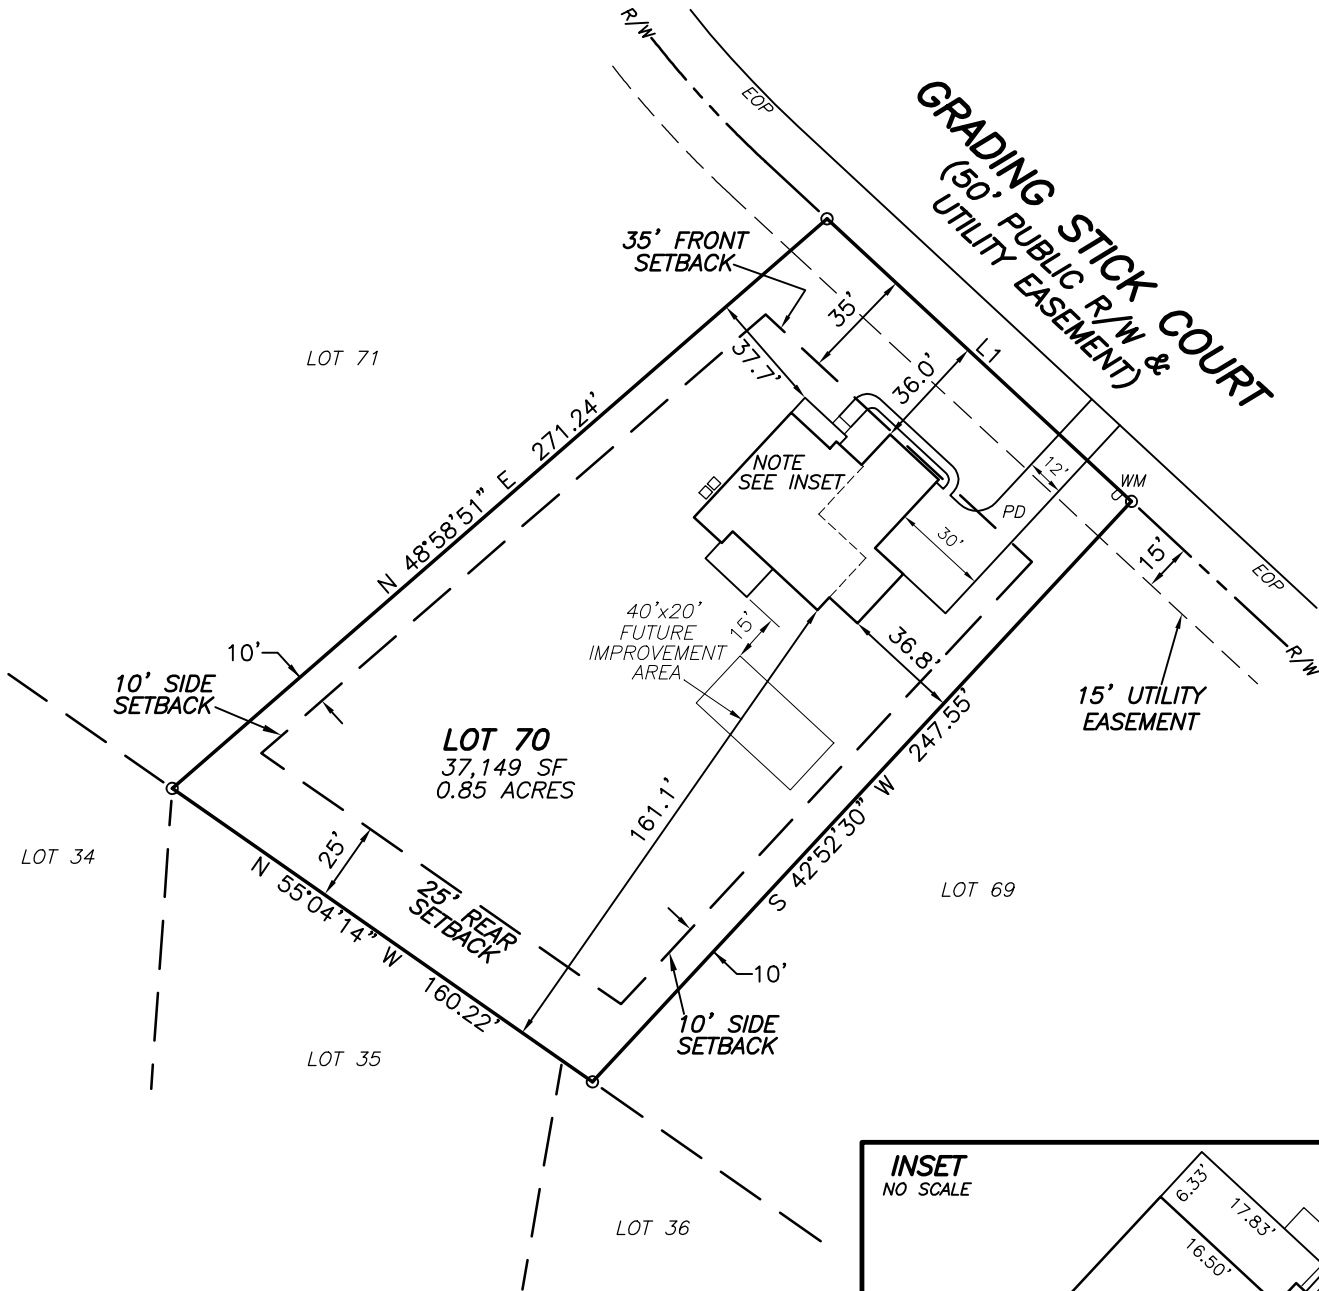 R/W
EOP
GRADING STICK COURT
(50' PUBLIC R/W &
UTILITY EASEMENT)
35' FRONT
SETBACK
35'
L1
37.7'
36.0'
LOT 71
N 48°58'51" E 271.24'
NOTE
SEE INSET
12'
WM
PD
30'
15'
EOP
R/W
40'x20'
FUTURE
IMPROVEMENT
AREA
15'
36.8'
10'
10' SIDE
SETBACK
15' UTILITY
EASEMENT
LOT 70
37,149 SF
0.85 ACRES
161.1'
S 42°52'30" W 247.55'
LOT 34
25'
N 55°04'14" W 160.22'
25' REAR
SETBACK
LOT 69
10'
10' SIDE
SETBACK
LOT 35
LOT 36
INSET
NO SCALE
6.33'
17.83'
16.50'